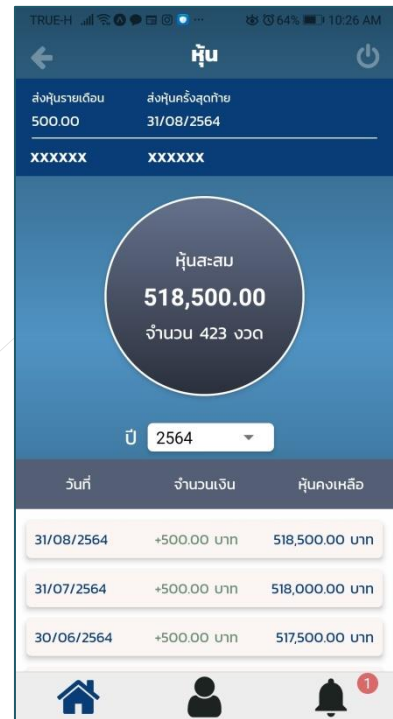 TRUE-H 64% 10:26 AM
หุ้น
ส่งหุ้นรายเดือน ส่งหุ้นครั้งสุดท้าย
500.00 31/08/2564
xxxxxx xxxxxx
หุ้นสะสม
518,500.00
จำนวน 423 งวด
ปี 2564
วันที่ จำนวนเงิน หุ้นคงเหลือ
31/08/2564 +500.00 บาท 518,500.00 บาท
31/07/2564 +500.00 บาท 518,000.00 บาท
30/06/2564 +500.00 บาท 517,500.00 บาท
1